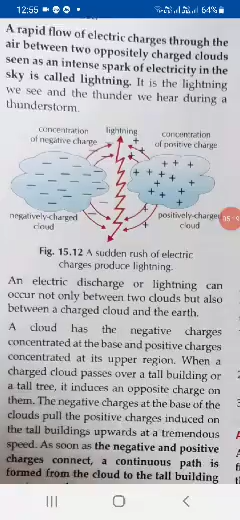 12:55
64%
A rapid flow of electric charges through the
air between two oppositely charged clouds
seen as an intense spark of electricity in the
sky is called lightning. It is the lightning
we see and the thunder we hear during a
thunderstorm.
concentration
of negative charge
lightning
concentration
of positive charge
negatively-charged
cloud
positively-charged
cloud
Fig. 15.12 A sudden rush of electric
charges produce lightning.
An electric discharge or lightning can
occur not only between two clouds but also
between a charged cloud and the earth.
A cloud has the negative charges
concentrated at the base and positive charges
concentrated at its upper region. When a
charged cloud passes over a tall building or
a tall tree, it induces an opposite charge on
them. The negative charges at the base of the
clouds pull the positive charges induced on
the tall buildings upwards at a tremendous
speed. As soon as the negative and positive
charges connect, a continuous path is
formed from the cloud to the tall building